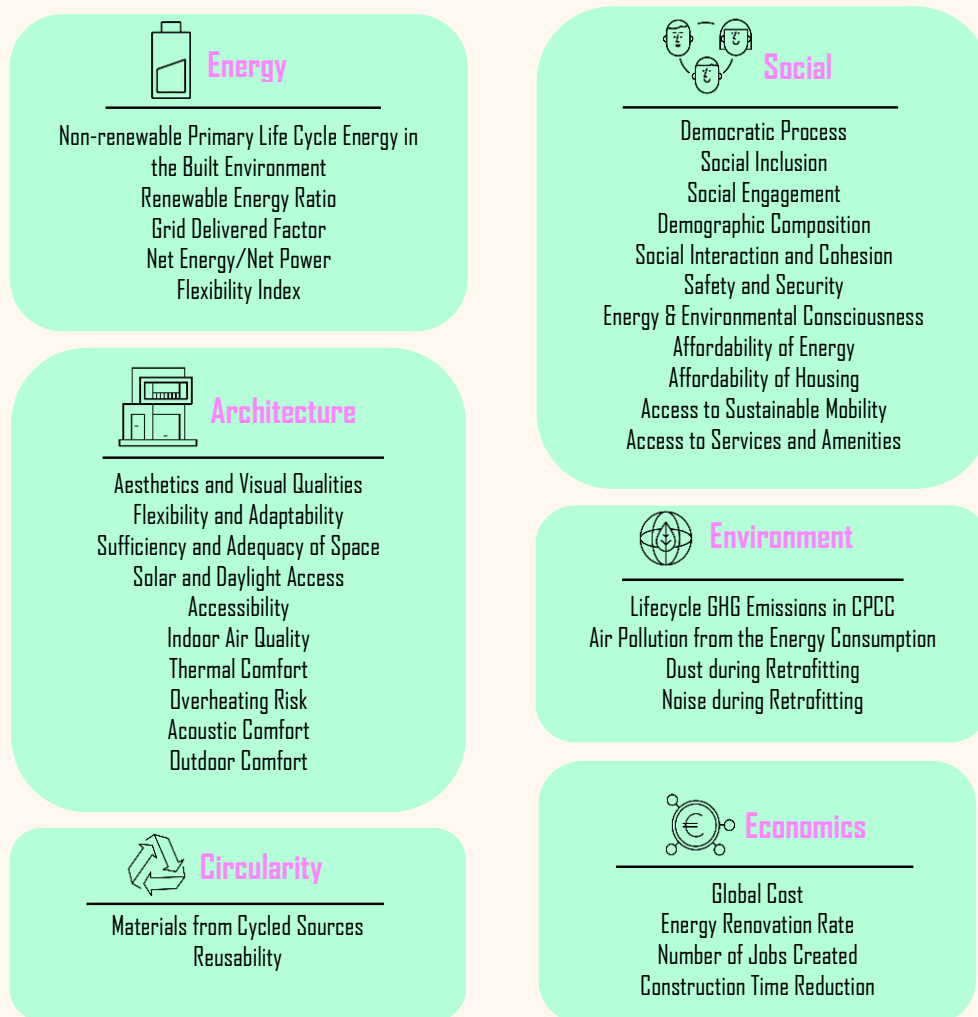 Energy
Non-renewable Primary Life Cycle Energy in
the Built Environment
Renewable Energy Ratio
Grid Delivered Factor
Net Energy/Net Power
Flexibility Index
Architecture
Aesthetics and Visual Qualities
Flexibility and Adaptability
Sufficiency and Adequacy of Space
Solar and Daylight Access
Accessibility
Indoor Air Quality
Thermal Comfort
Overheating Risk
Acoustic Comfort
Outdoor Comfort
Circularity
Materials from Cycled Sources
Reusability
Social
Democratic Process
Social Inclusion
Social Engagement
Demographic Composition
Social Interaction and Cohesion
Safety and Security
Energy & Environmental Consciousness
Affordability of Energy
Affordability of Housing
Access to Sustainable Mobility
Access to Services and Amenities
Environment
Lifecycle GHG Emissions in CPCC
Air Pollution from the Energy Consumption
Dust during Retrofitting
Noise during Retrofitting
€
Economics
Global Cost
Energy Renovation Rate
Number of Jobs Created
Construction Time Reduction